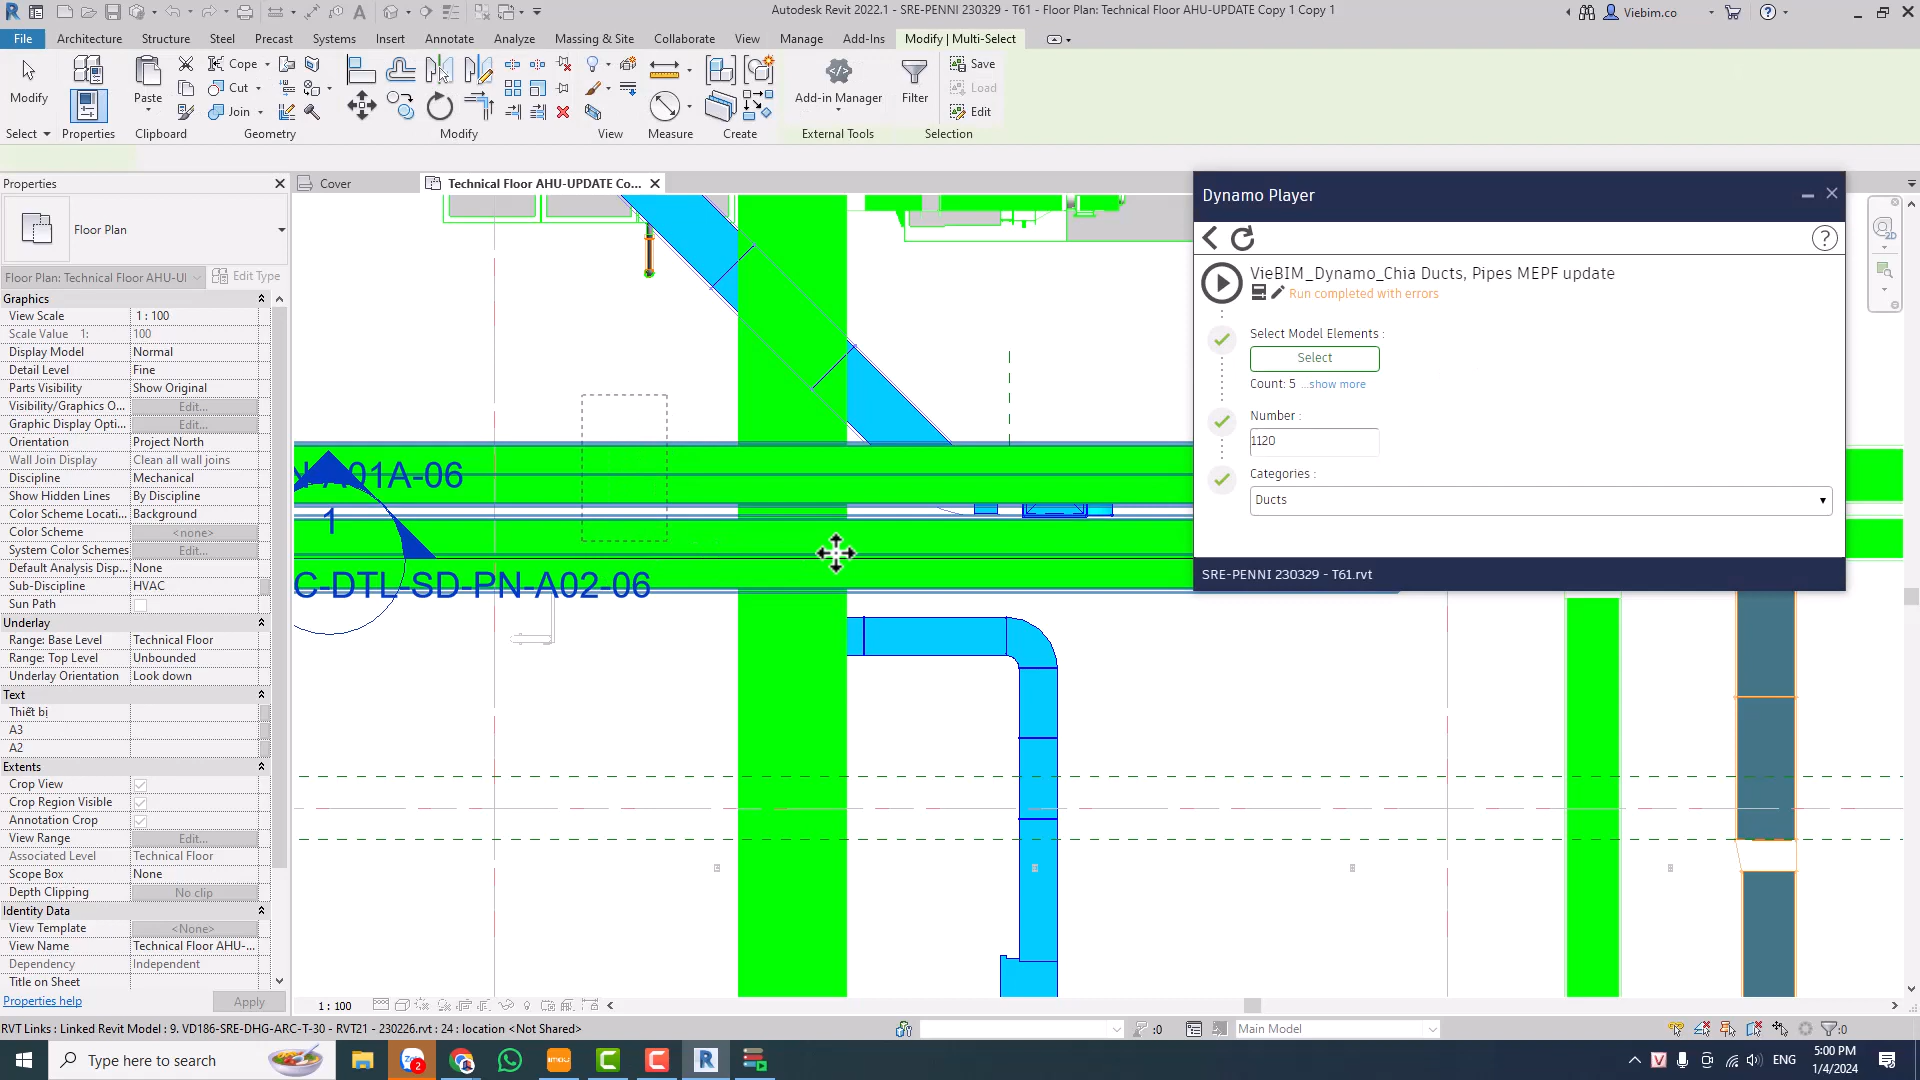 Autodesk Revit 2022.1 - SRE-PENNI 230329 - T61 - Floor Plan: Technical Floor AHU-UPDATE Copy 1 Copy 1
Viebim.co
File Architecture Structure Steel Precast Systems Insert Annotate Analyze Massing & Site Collaborate View Manage Add-Ins Modify | Multi-Select
Modify Properties Paste Cope Cut Join Add-in Manager Filter Save Load Edit
Select Properties Clipboard Geometry Modify View Measure Create External Tools Selection
Properties
Floor Plan
Floor Plan: Technical Floor AHU-UI Edit Type
Graphics
View Scale 1 : 100
Scale Value 1: 100
Display Model Normal
Detail Level Fine
Parts Visibility Show Original
Visibility/Graphics O... Edit...
Graphic Display Opti... Edit...
Orientation Project North
Wall Join Display Clean all wall joins
Discipline Mechanical
Show Hidden Lines By Discipline
Color Scheme Locati... Background
Color Scheme <none>
System Color Schemes Edit...
Default Analysis Disp... None
Sub-Discipline HVAC
Sun Path
Underlay
Range: Base Level Technical Floor
Range: Top Level Unbounded
Underlay Orientation Look down
Text
Thiết bị
A3
A2
Extents
Crop View
Crop Region Visible
Annotation Crop
View Range Edit...
Associated Level Technical Floor
Scope Box None
Depth Clipping No clip
Identity Data
View Template <None>
View Name Technical Floor AHU-...
Dependency Independent
Title on Sheet
Properties help Apply
Cover
Technical Floor AHU-UPDATE Co...
A01A-06
1
C-DTL-SD-PN-A02-06
Dynamo Player
VieBIM_Dynamo_Chia Ducts, Pipes MEPF update
Run completed with errors
Select Model Elements :
Select
Count: 5 ...show more
Number :
1120
Categories :
Ducts
SRE-PENNI 230329 - T61.rvt
2D
1 : 100
RVT Links : Linked Revit Model : 9. VD186-SRE-DHG-ARC-T-30 - RVT21 - 230226.rvt : 24 : location <Not Shared>
:0
Main Model
:0
Type here to search
2
ENG
5:00 PM
1/4/2024